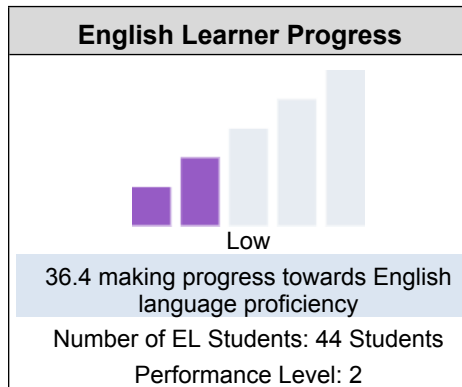 English Learner Progress
Low
36.4 making progress towards English
language proficiency
Number of EL Students: 44 Students
Performance Level: 2